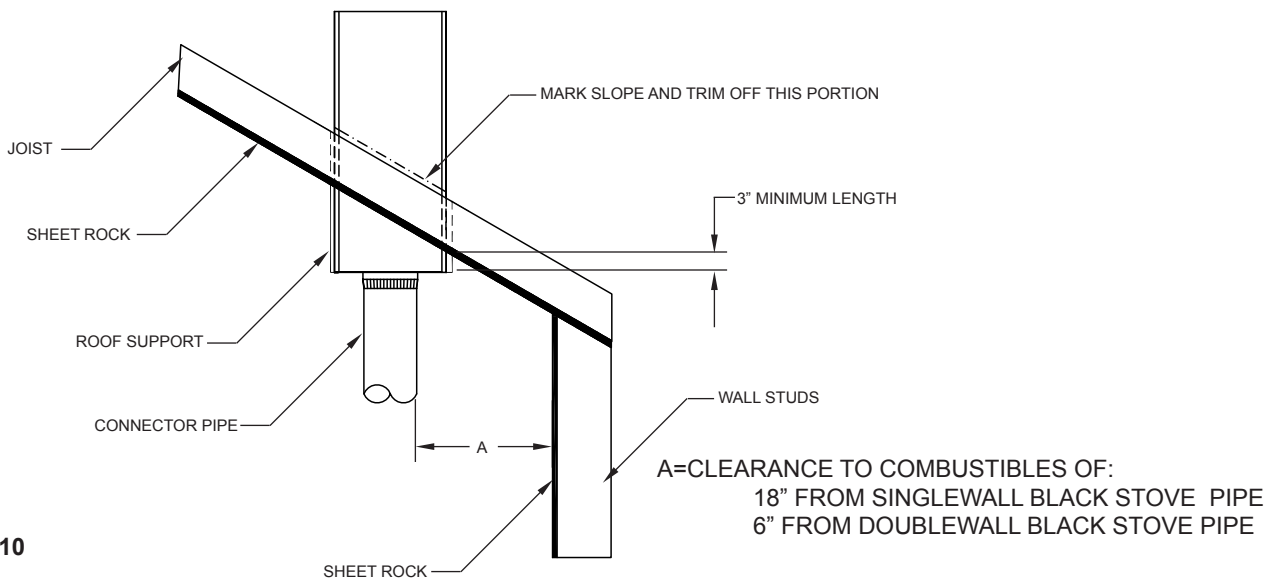 MARK SLOPE AND TRIM OFF THIS PORTION
JOIST
3” MINIMUM LENGTH
SHEET ROCK
ROOF SUPPORT
WALL STUDS
CONNECTOR PIPE
A
A=CLEARANCE TO COMBUSTIBLES OF:
18” FROM SINGLEWALL BLACK STOVE PIPE
6” FROM DOUBLEWALL BLACK STOVE PIPE
10
SHEET ROCK